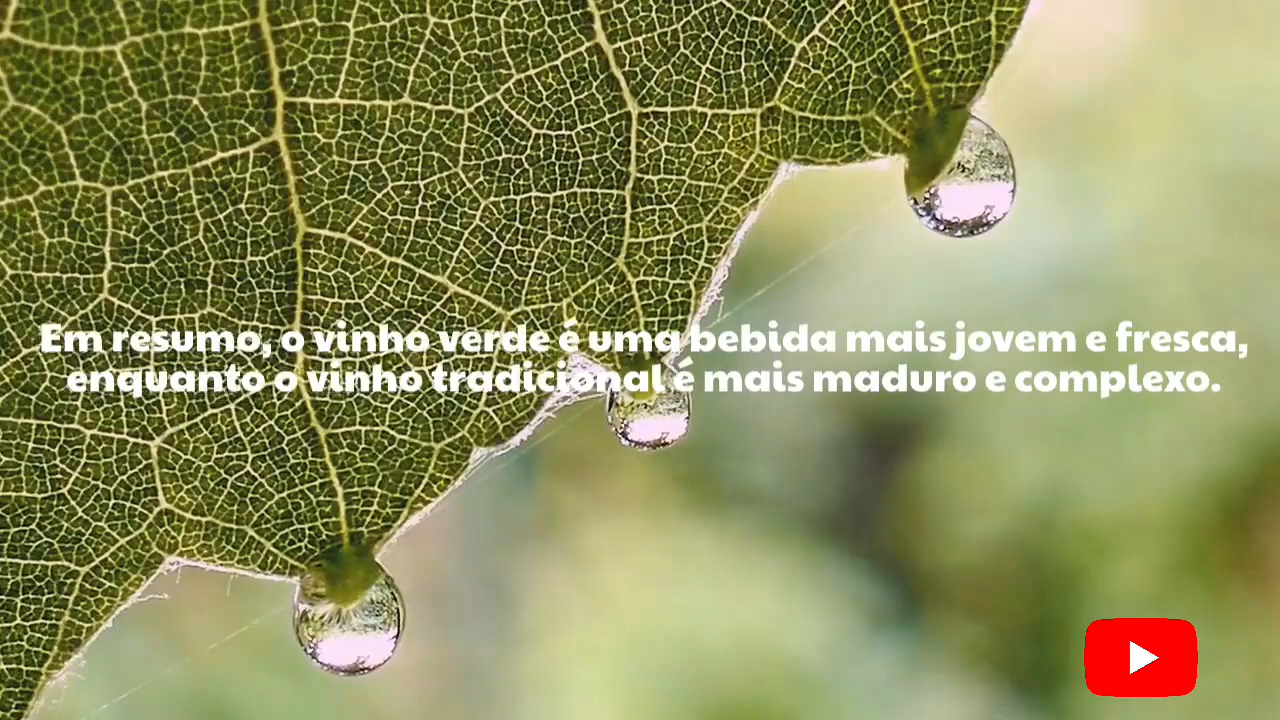 Em resumo, o vinho verde é uma bebida mais jovem e fresca,
enquanto o vinho tradicional é mais maduro e complexo.